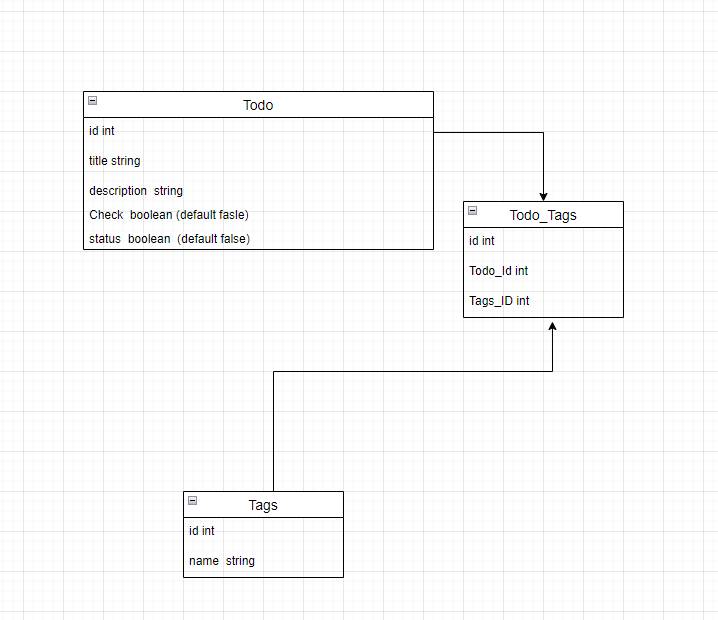 Todo
id int
title string
description  string
Check  boolean (default fasle)
status  boolean  (default false)
Todo_Tags
id int
Todo_Id int
Tags_ID int
Tags
id int
name  string